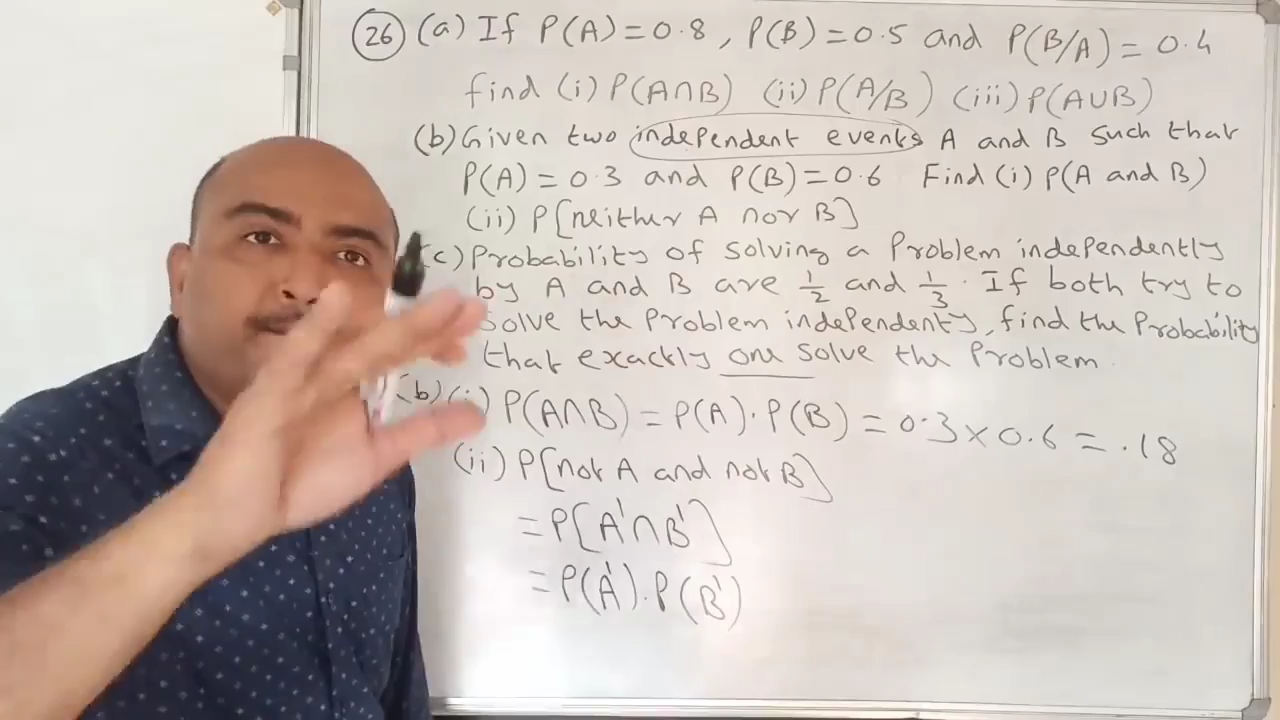 26 (a) If P(A)=0.8, P(B)=0.5 and P(B/A)=0.4
find (i) P(A∩B) (ii) P(A/B) (iii) P(A∪B)
(b) Given two independent events A and B such that
P(A)=0.3 and P(B)=0.6 Find (i) P(A and B)
(ii) P[neither A nor B]
(c) Probability of solving a Problem independently
by A and B are 1/2 and 1/3. If both try to
solve the Problem independenty, find the Probability
that exactly one solve the Problem.
(b) (i) P(A∩B) = P(A).P(B) = 0.3×0.6 = .18
(ii) P[not A and not B]
=P[A'∩B']
=P(A').P(B')